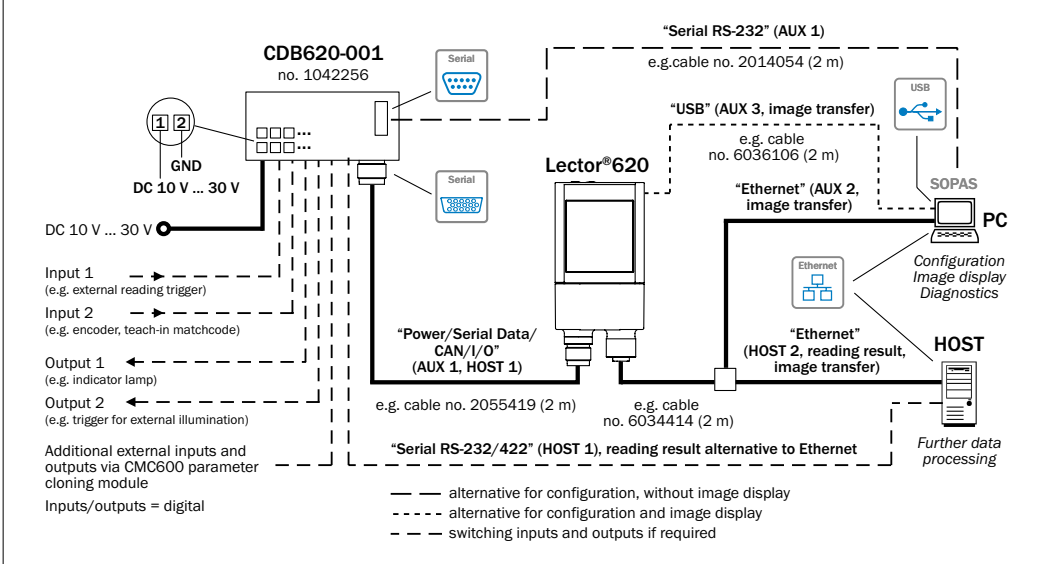 “Serial RS-232” (AUX 1)
e.g.cable no. 2014054 (2 m)
CDB620-001
no. 1042256
Serial
USB
“USB” (AUX 3, image transfer)
e.g. cable
no. 6036106 (2 m)
1 2
GND
DC 10 V ... 30 V
Lector®620
Serial
“Ethernet” (AUX 2,
image transfer)
SOPAS
PC
DC 10 V ... 30 V
Configuration
Image display
Diagnostics
Ethernet
Input 1
(e.g. external reading trigger)
Input 2
(e.g. encoder, teach-in matchcode)
“Power/Serial Data/
CAN/I/O”
(AUX 1, HOST 1)
“Ethernet”
(HOST 2, reading result,
image transfer)
HOST
Output 1
(e.g. indicator lamp)
Output 2
(e.g. trigger for external illumination)
e.g. cable no. 2055419 (2 m)
e.g. cable
no. 6034414 (2 m)
Further data
processing
Additional external inputs and
outputs via CMC600 parameter
cloning module
“Serial RS-232/422” (HOST 1), reading result alternative to Ethernet
Inputs/outputs = digital
alternative for configuration, without image display
alternative for configuration and image display
switching inputs and outputs if required